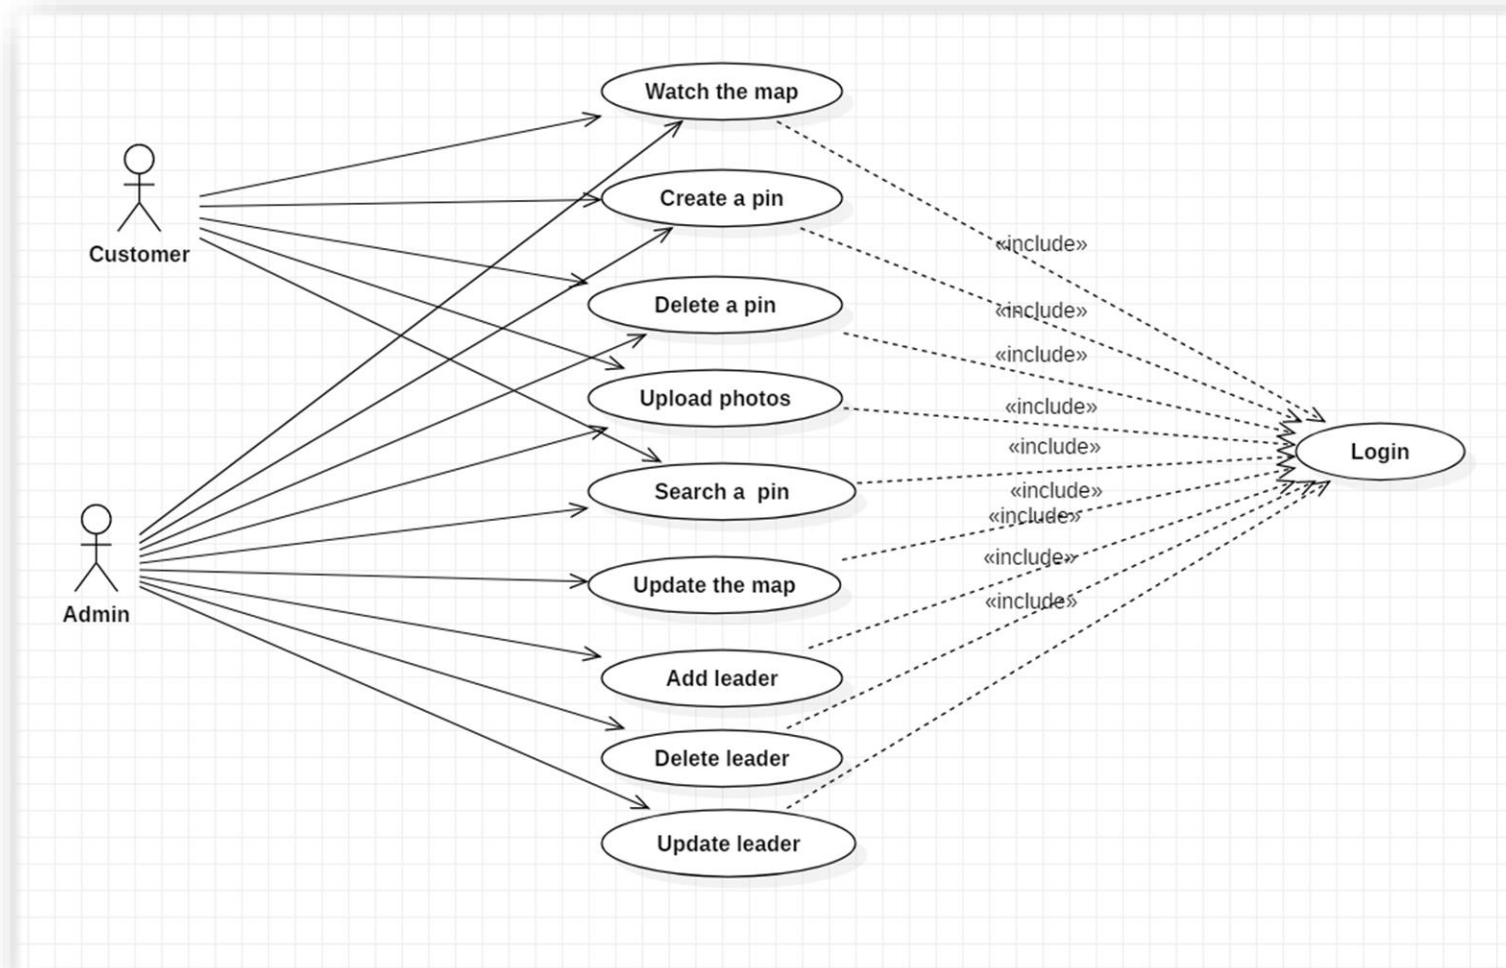 Watch the map
Create a pin
Customer
«include»
Delete a pin
«include»
«include»
Upload photos
«include»
«include»
Login
Search a  pin
«include»
«include»
Update the map
«include»
Admin
«include»
Add leader
Delete leader
Update leader